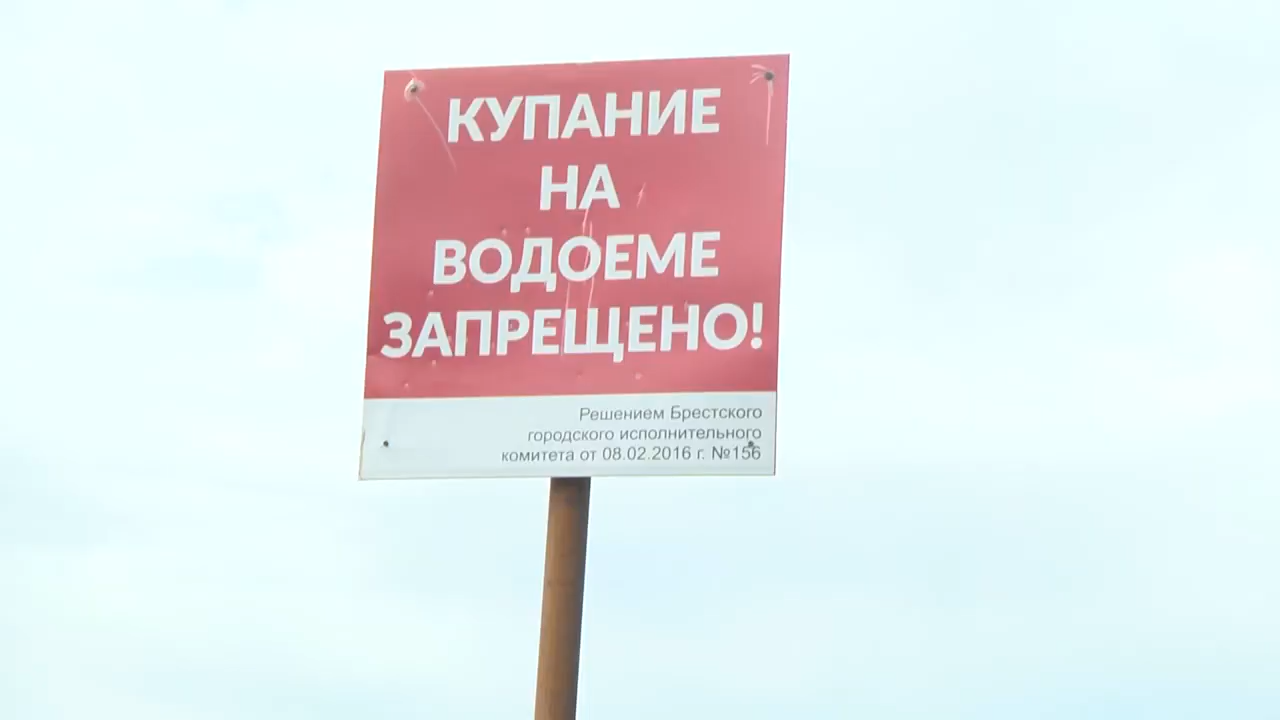 КУПАНИЕ
НА
ВОДОЕМЕ
ЗАПРЕЩЕНО!
Решением Брестского
городского исполнительного
комитета от 08.02.2016 г. №156